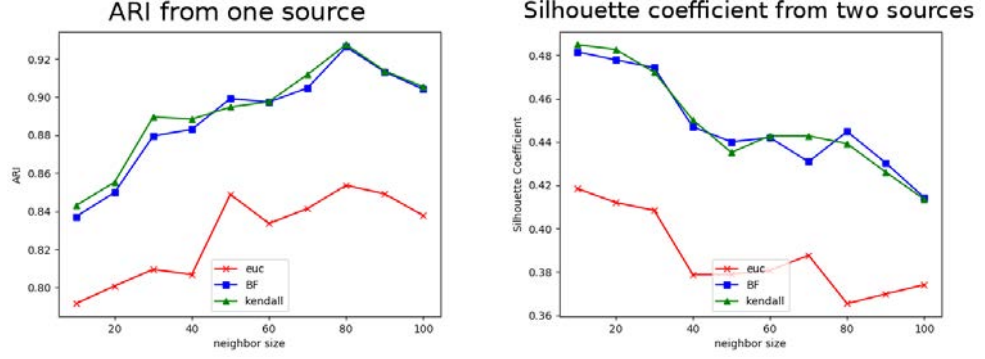 ARI from one source
ARI
0.92
0.90
0.88
0.86
0.84
0.82
0.80
20
40
60
80
100
neighbor size
euc
BF
kendall
Silhouette coefficient from two sources
Silhouette Coefficient
0.48
0.46
0.44
0.42
0.40
0.38
0.36
20
40
60
80
100
neighbor size
euc
BF
kendall